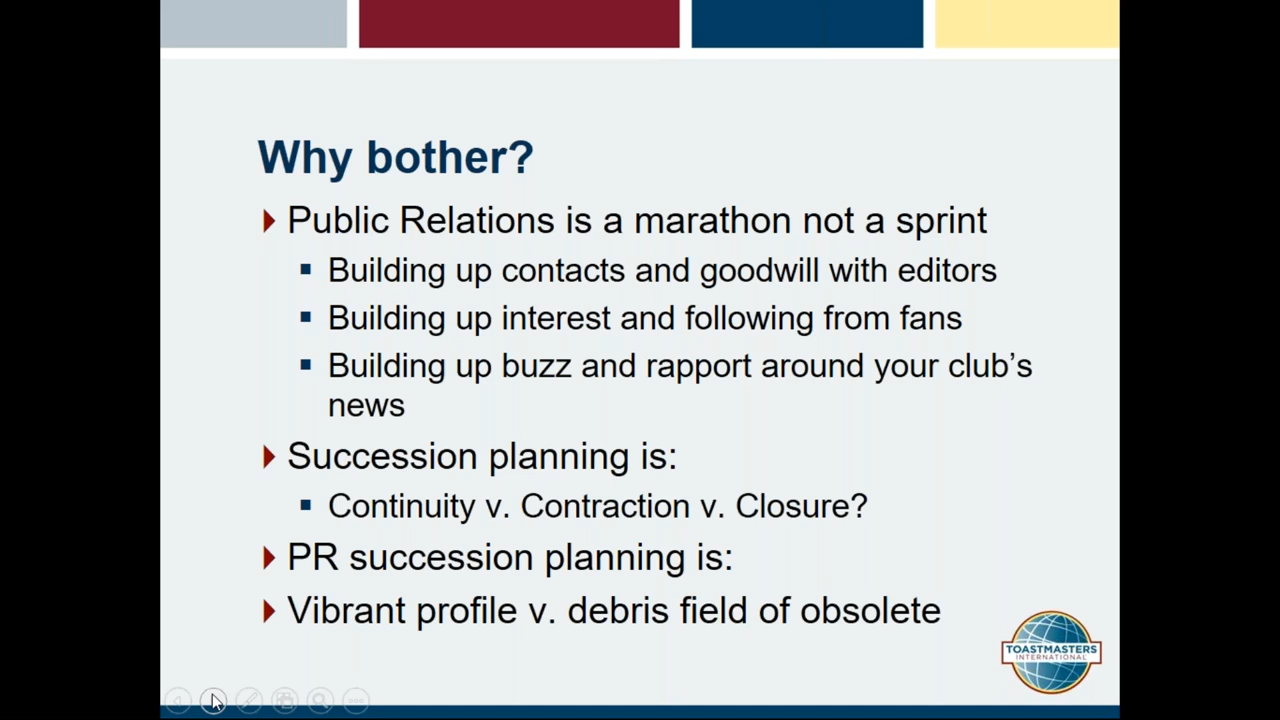 Why bother?
Public Relations is a marathon not a sprint
Building up contacts and goodwill with editors
Building up interest and following from fans
Building up buzz and rapport around your club's
news
Succession planning is:
Continuity v. Contraction v. Closure?
PR succession planning is:
Vibrant profile v. debris field of obsolete
TOASTMASTERS
INTERNATIONAL